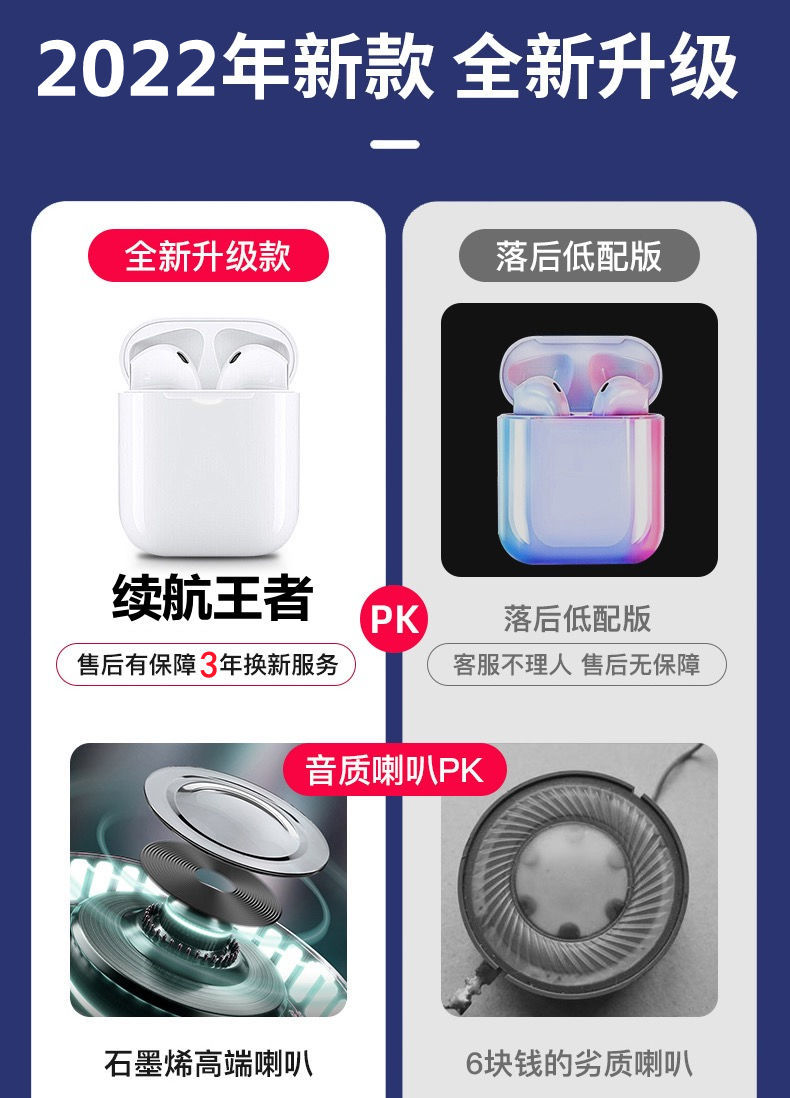 2022年新款 全新升级
全新升级款
落后低配版
续航王者
PK
落后低配版
售后有保障3年换新服务
客服不理人 售后无保障
音质喇叭PK
石墨烯高端喇叭
6块钱的劣质喇叭